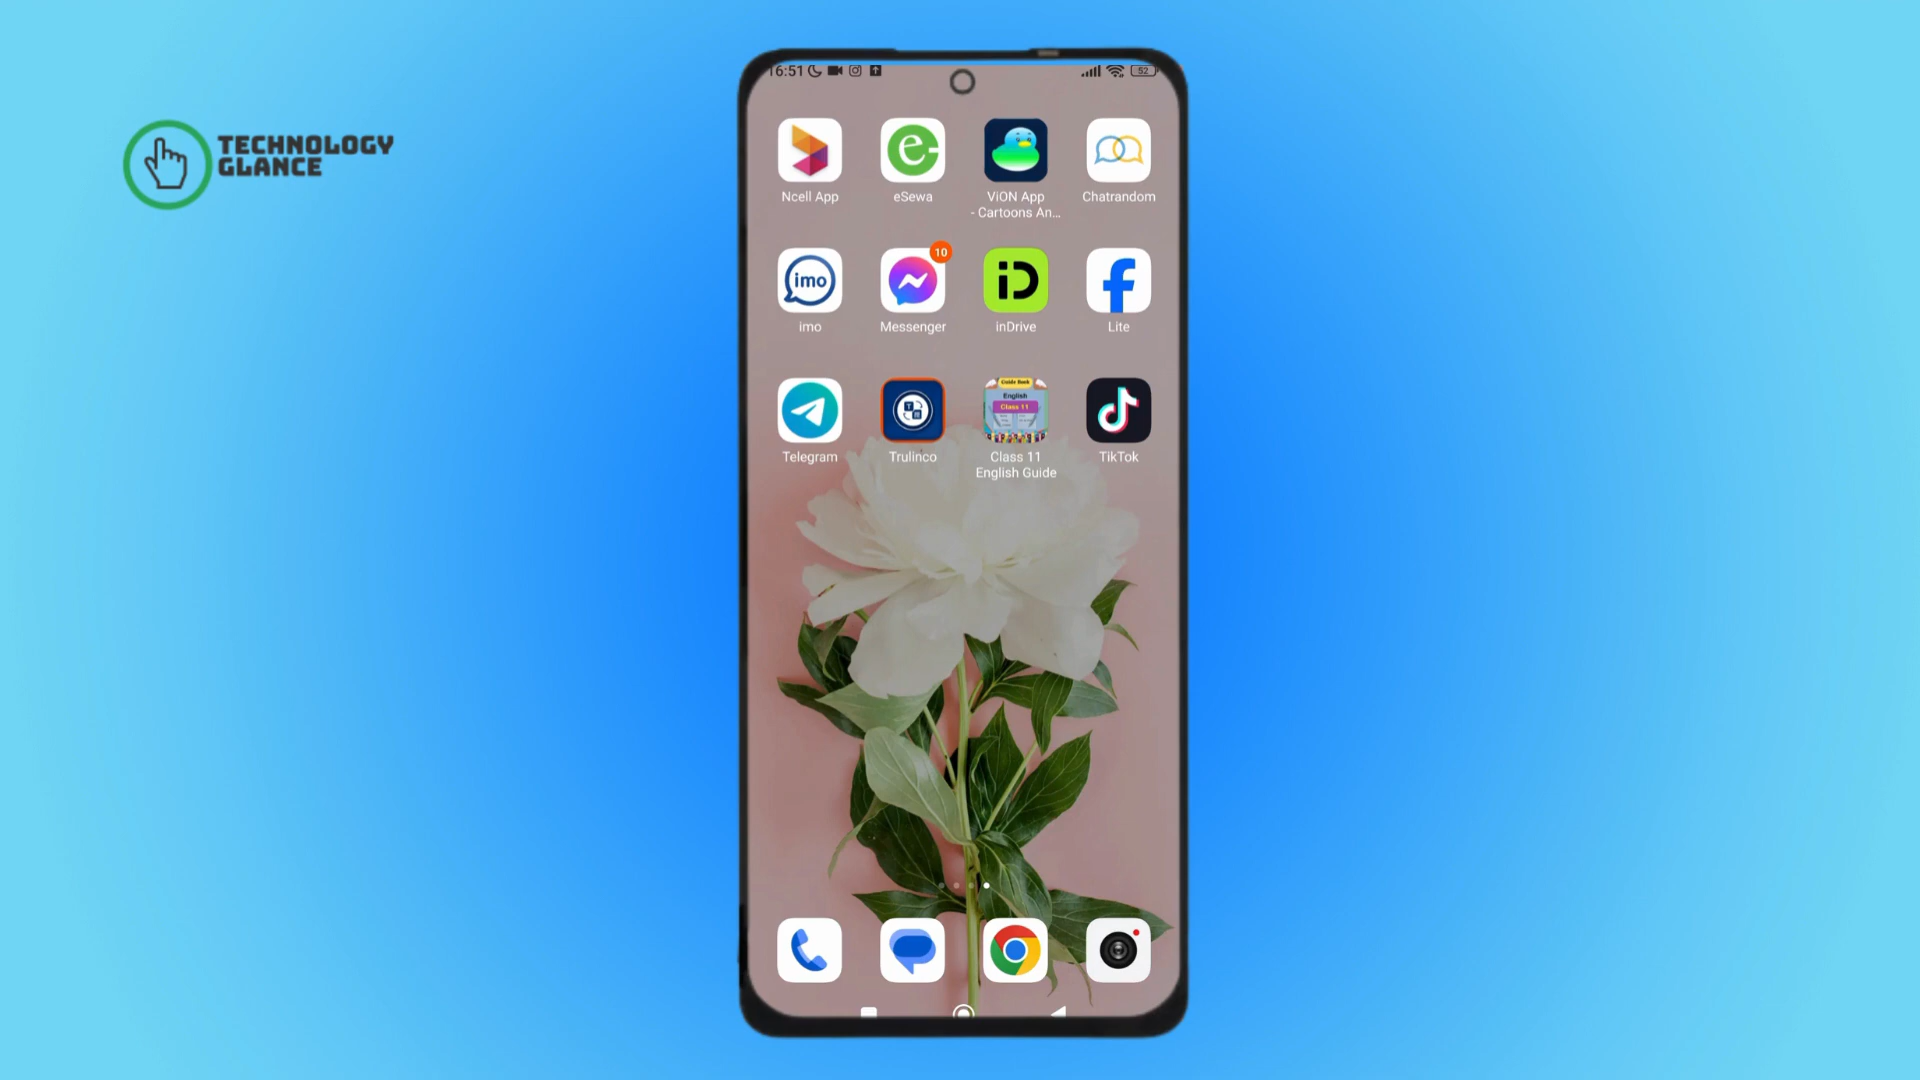 TECHNOLOGY
GLANCE
16:51
52
Ncell App
eSewa
ViON App
- Cartoons An...
Chatrandom
imo
10
imo
Messenger
inDrive
Lite
Guide Book
English
Class 11
Telegram
Trulinco
Class 11
English Guide
TikTok